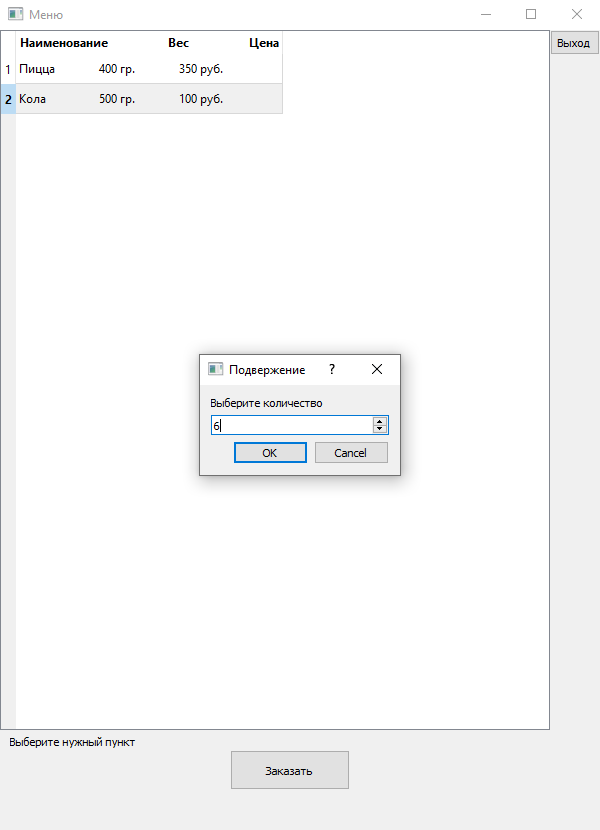 Меню
Наименование Вес Цена
Выход
1 Пицца 400 гр. 350 руб.
2 Кола 500 гр. 100 руб.
Подвержение ?
Выберите количество
6
OK Cancel
Выберите нужный пункт
Заказать